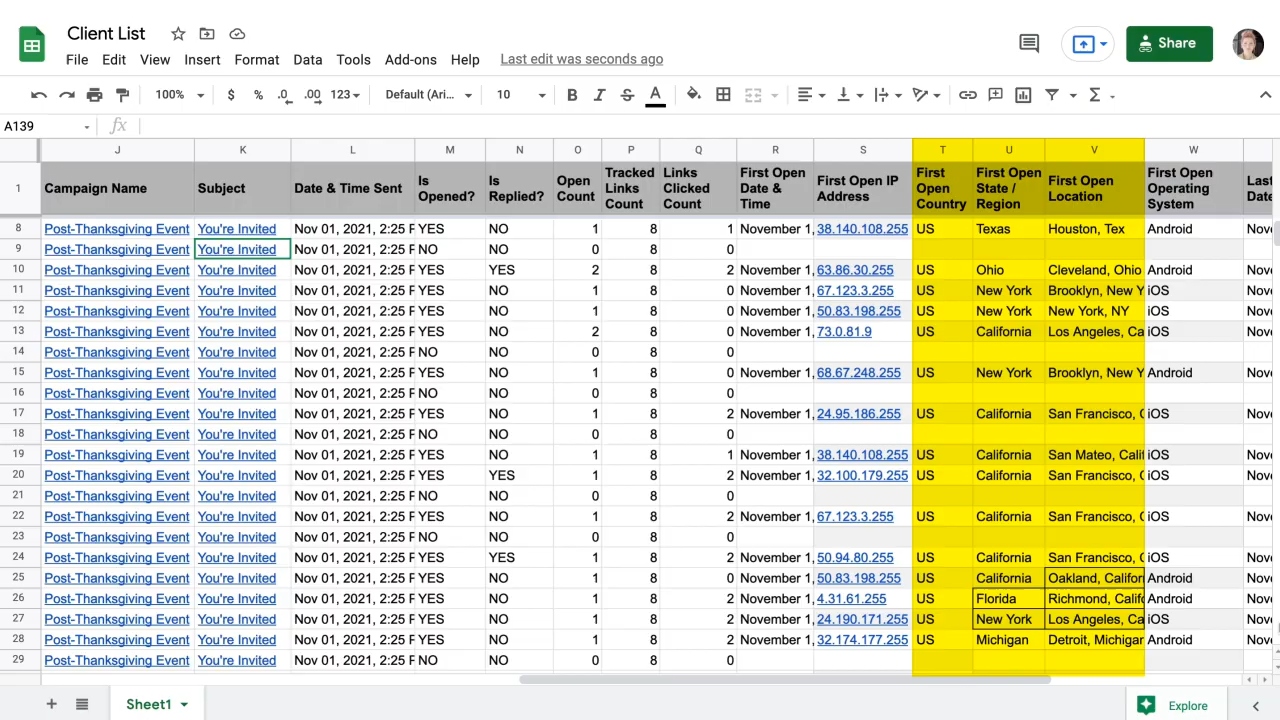 Client List
File Edit View Insert Format Data Tools Add-ons Help Last edit was seconds ago
Share
100% $ % .0 .00 123 Default (Ari... 10 B I S A
A139 fx
J K L M N O P Q R S T U V W
1 Campaign Name Subject Date & Time Sent Is Opened? Is Replied? Open Count Tracked Links Count Links Clicked Count First Open Date & Time First Open IP Address First Open Country First Open State / Region First Open Location First Open Operating System Last Date
8 Post-Thanksgiving Event You're Invited Nov 01, 2021, 2:25 P YES NO 1 8 1 November 1, 38.140.108.255 US Texas Houston, Tex Android Nove
9 Post-Thanksgiving Event You're Invited Nov 01, 2021, 2:25 P NO NO 0 8 0
10 Post-Thanksgiving Event You're Invited Nov 01, 2021, 2:25 P YES YES 2 8 2 November 1, 63.86.30.255 US Ohio Cleveland, Ohio Android Nove
11 Post-Thanksgiving Event You're Invited Nov 01, 2021, 2:25 P YES NO 1 8 0 November 1, 67.123.3.255 US New York Brooklyn, New Y iOS Nove
12 Post-Thanksgiving Event You're Invited Nov 01, 2021, 2:25 P YES NO 1 8 0 November 1, 50.83.198.255 US New York New York, NY iOS Nove
13 Post-Thanksgiving Event You're Invited Nov 01, 2021, 2:25 P YES NO 2 8 0 November 1, 73.0.81.9 US California Los Angeles, Ca iOS Nove
14 Post-Thanksgiving Event You're Invited Nov 01, 2021, 2:25 P NO NO 0 8 0
15 Post-Thanksgiving Event You're Invited Nov 01, 2021, 2:25 P YES NO 1 8 0 November 1, 68.67.248.255 US New York Brooklyn, New Y Android Nove
16 Post-Thanksgiving Event You're Invited Nov 01, 2021, 2:25 P NO NO 0 8 0
17 Post-Thanksgiving Event You're Invited Nov 01, 2021, 2:25 P YES NO 1 8 2 November 1, 24.95.186.255 US California San Francisco, C iOS Nove
18 Post-Thanksgiving Event You're Invited Nov 01, 2021, 2:25 P NO NO 0 8 0
19 Post-Thanksgiving Event You're Invited Nov 01, 2021, 2:25 P YES NO 1 8 1 November 1, 38.140.108.255 US California San Mateo, Calif iOS Nove
20 Post-Thanksgiving Event You're Invited Nov 01, 2021, 2:25 P YES YES 1 8 2 November 1, 32.100.179.255 US California San Francisco, C iOS Nove
21 Post-Thanksgiving Event You're Invited Nov 01, 2021, 2:25 P NO NO 0 8 0
22 Post-Thanksgiving Event You're Invited Nov 01, 2021, 2:25 P YES NO 1 8 2 November 1, 67.123.3.255 US California San Francisco, C iOS Nove
23 Post-Thanksgiving Event You're Invited Nov 01, 2021, 2:25 P NO NO 0 8 0
24 Post-Thanksgiving Event You're Invited Nov 01, 2021, 2:25 P YES YES 1 8 2 November 1, 50.94.80.255 US California San Francisco, C iOS Nove
25 Post-Thanksgiving Event You're Invited Nov 01, 2021, 2:25 P YES NO 1 8 0 November 1, 50.83.198.255 US California Oakland, Califor Android Nove
26 Post-Thanksgiving Event You're Invited Nov 01, 2021, 2:25 P YES NO 1 8 2 November 1, 4.31.61.255 US Florida Richmond, Calif Android Nove
27 Post-Thanksgiving Event You're Invited Nov 01, 2021, 2:25 P YES NO 1 8 2 November 1, 24.190.171.255 US New York Los Angeles, Ca iOS Nove
28 Post-Thanksgiving Event You're Invited Nov 01, 2021, 2:25 P YES NO 1 8 2 November 1, 32.174.177.255 US Michigan Detroit, Michigan Android Nove
29 Post-Thanksgiving Event You're Invited Nov 01, 2021, 2:25 P NO NO 0 8 0
Sheet1 Explore